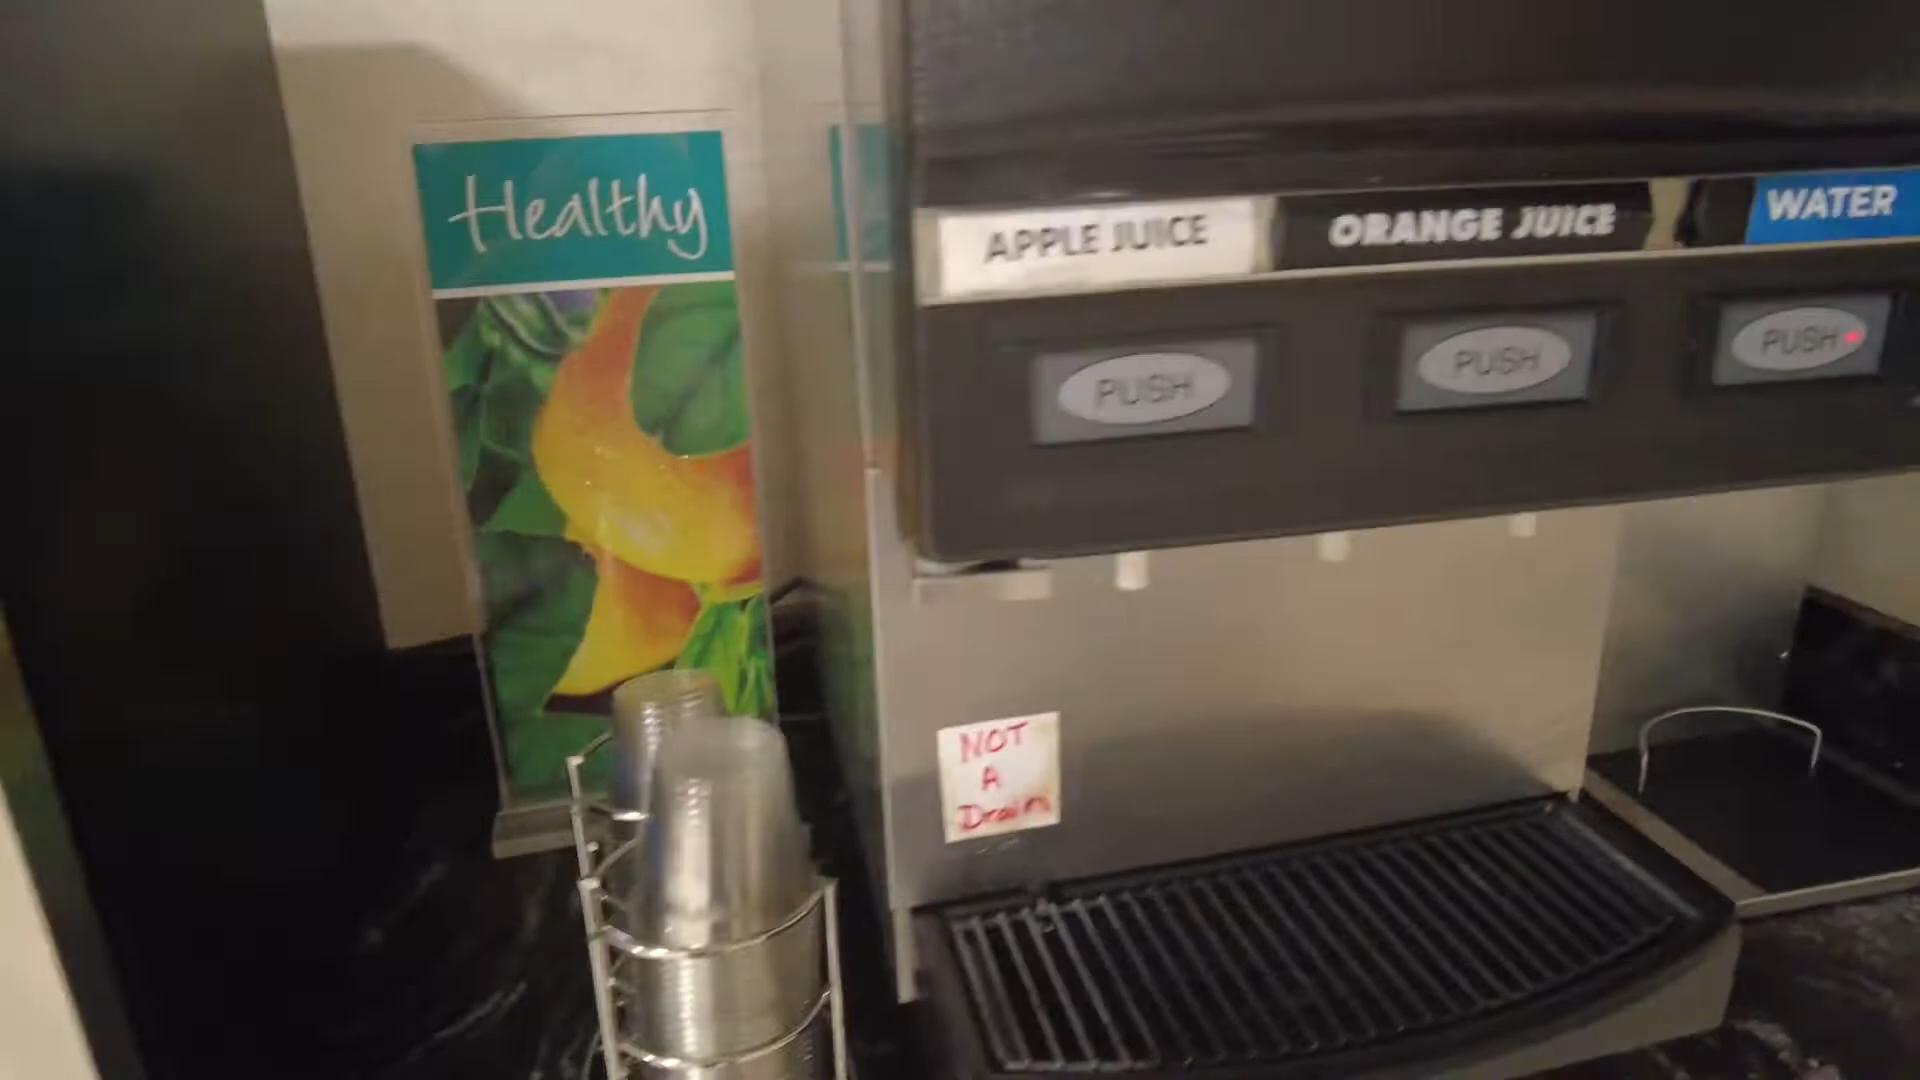 Healthy
APPLE JUICE
ORANGE JUICE
WATER
PUSH
PUSH
PUSH
NOT
A
Drain